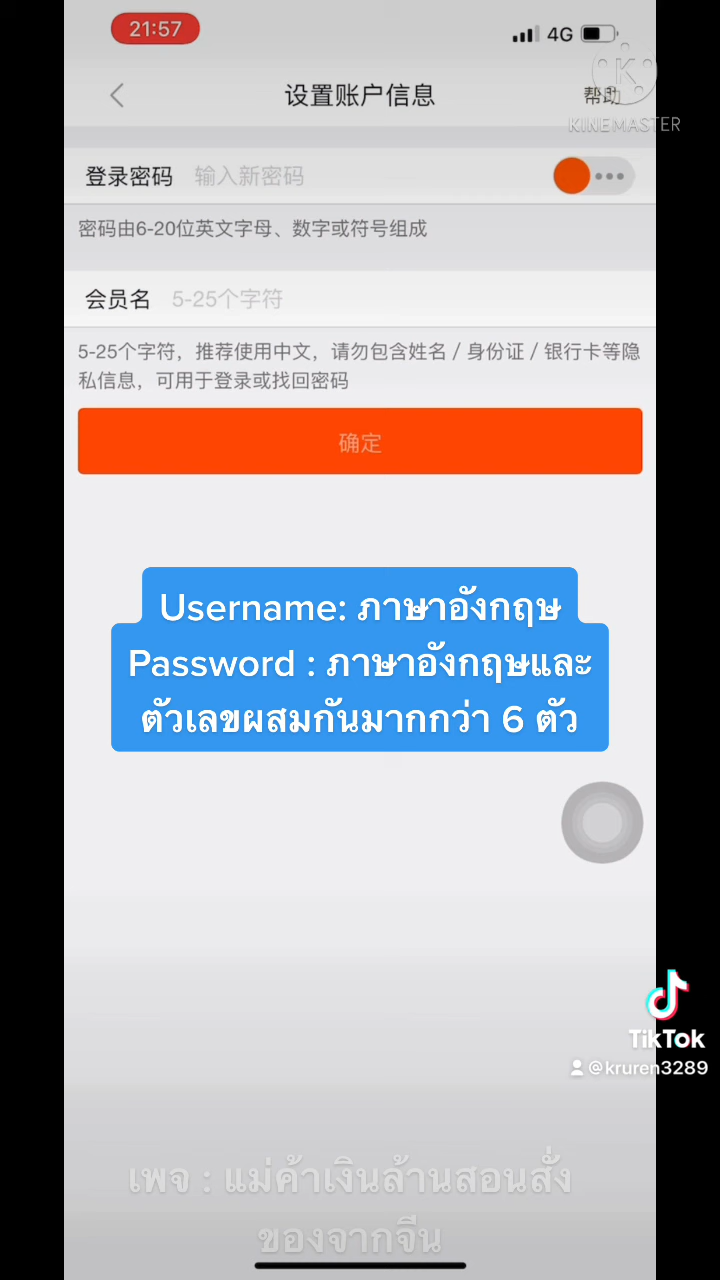 21:57
4G
设置账户信息
帮助
K
KINEMASTER
登录密码 输入新密码
密码由6-20位英文字母、数字或符号组成
会员名 5-25个字符
5-25个字符，推荐使用中文，请勿包含姓名 / 身份证 / 银行卡等隐
私信息，可用于登录或找回密码
确定
Username: ภาษาอังกฤษ
Password : ภาษาอังกฤษและ
ตัวเลขผสมกันมากกว่า 6 ตัว
TikTok
@kruren3289
เพจ : แม่ค้าเงินล้านสอนสั่ง
ของจากจีน